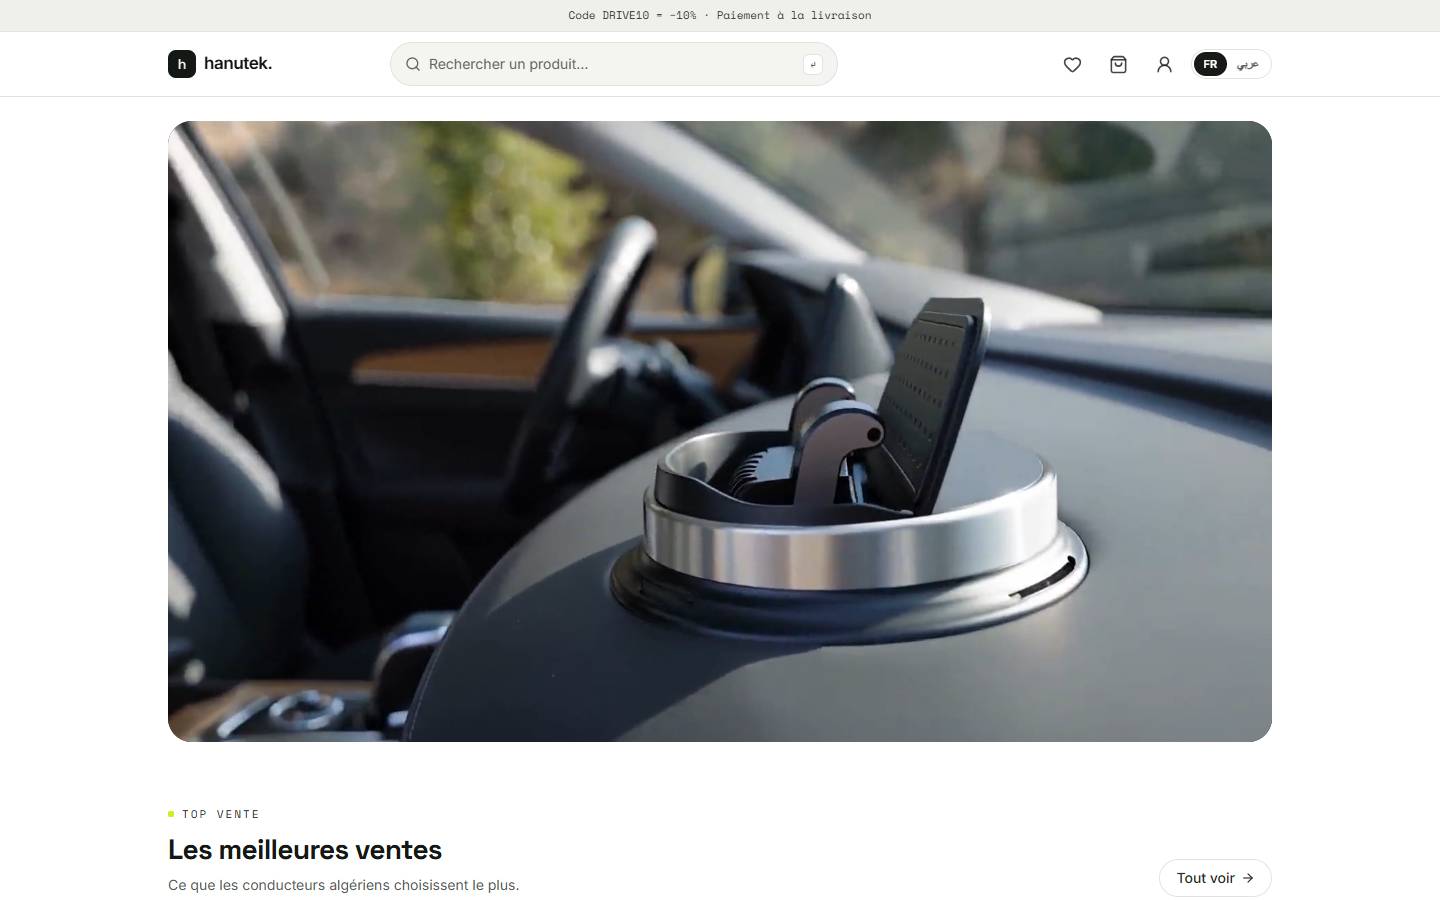 Code DRIVE10 = −10% · Paiement à la livraison
h hanutek.
Rechercher un produit…
FR عربي
TOP VENTE
Les meilleures ventes
Ce que les conducteurs algériens choisissent le plus.
Tout voir →